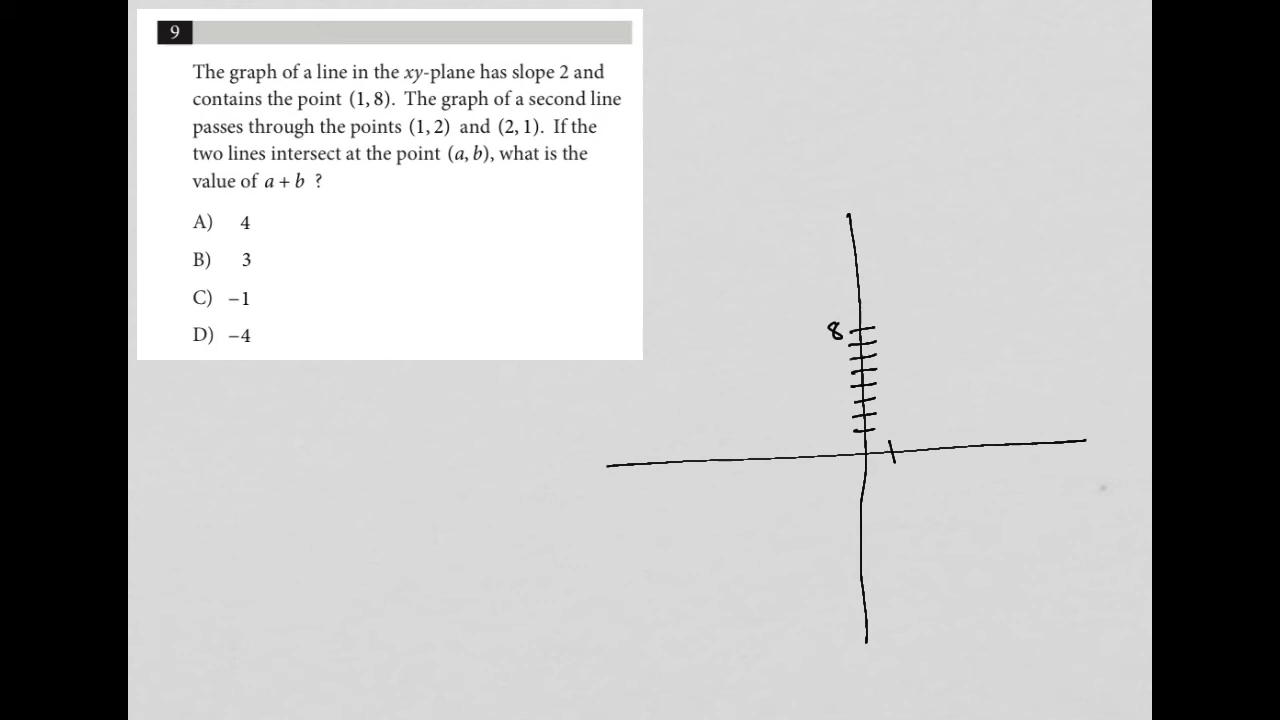 9
The graph of a line in the xy-plane has slope 2 and
contains the point (1, 8). The graph of a second line
passes through the points (1, 2) and (2, 1). If the
two lines intersect at the point (a, b), what is the
value of a + b ?
A) 4
B) 3
C) −1
D) −4
8